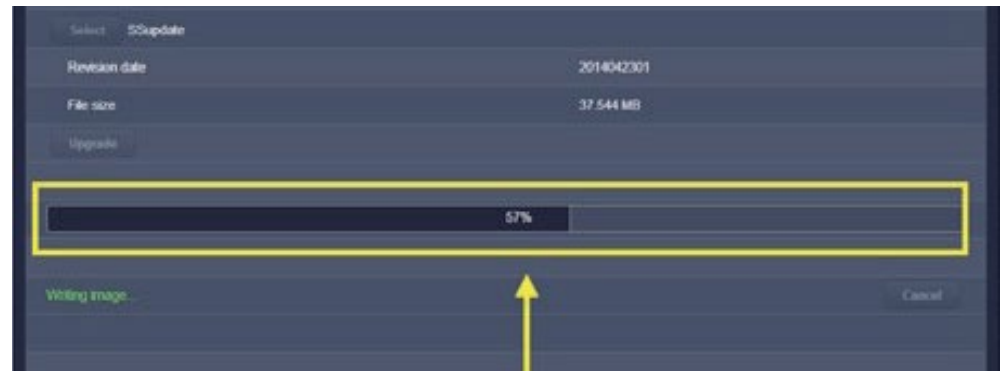 Select SSupdate
Revision date 2014042301
File size 37.544 MB
Upgrade
57%
Writing image... Cancel